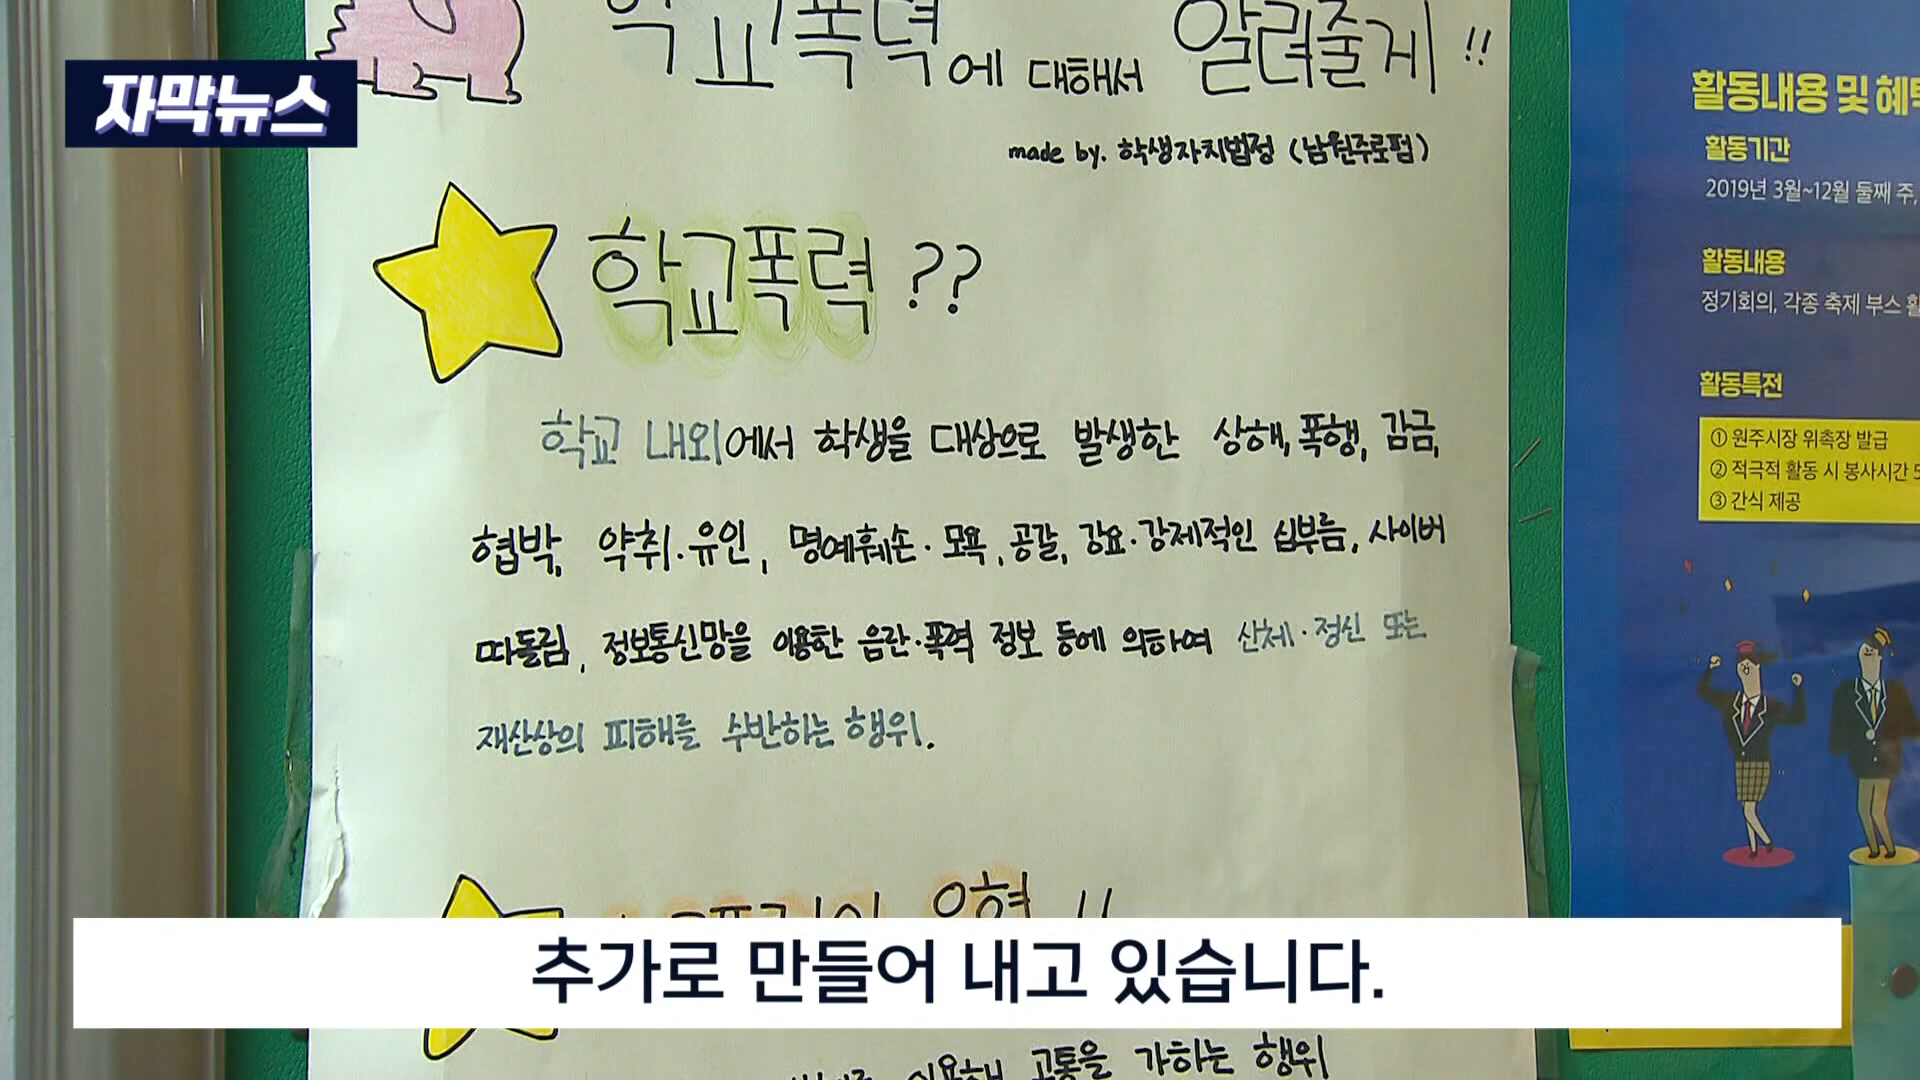 자막뉴스
학교폭력에 대해서 알려줄게!!
made by. 학생자치법정 (남원주로펌)
학교폭력??
학교 내외에서 학생을 대상으로 발생한 상해, 폭행, 감금,
협박, 약취·유인, 명예훼손·모욕, 공갈, 강요·강제적인 심부름, 사이버
따돌림, 정보통신망을 이용한 음란·폭력 정보 등에 의하여 신체·정신 또는
재산상의 피해를 수반하는 행위.
유형!!
고통을 가하는 행위
활동내용 및
활동기간
2019년 3월~12월 둘째 주,
활동내용
정기회의, 각종 축제 부스
활동특전
① 원주시장 위촉장 발급
② 적극적 활동 시 봉사시간
③ 간식 제공
추가로 만들어 내고 있습니다.